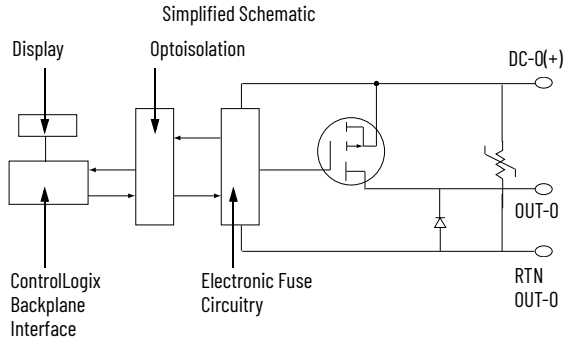 Simplified Schematic
Display
Optoisolation
DC-0(+)
OUT-0
ControlLogix
Backplane
Interface
Electronic Fuse
Circuitry
RTN
OUT-0